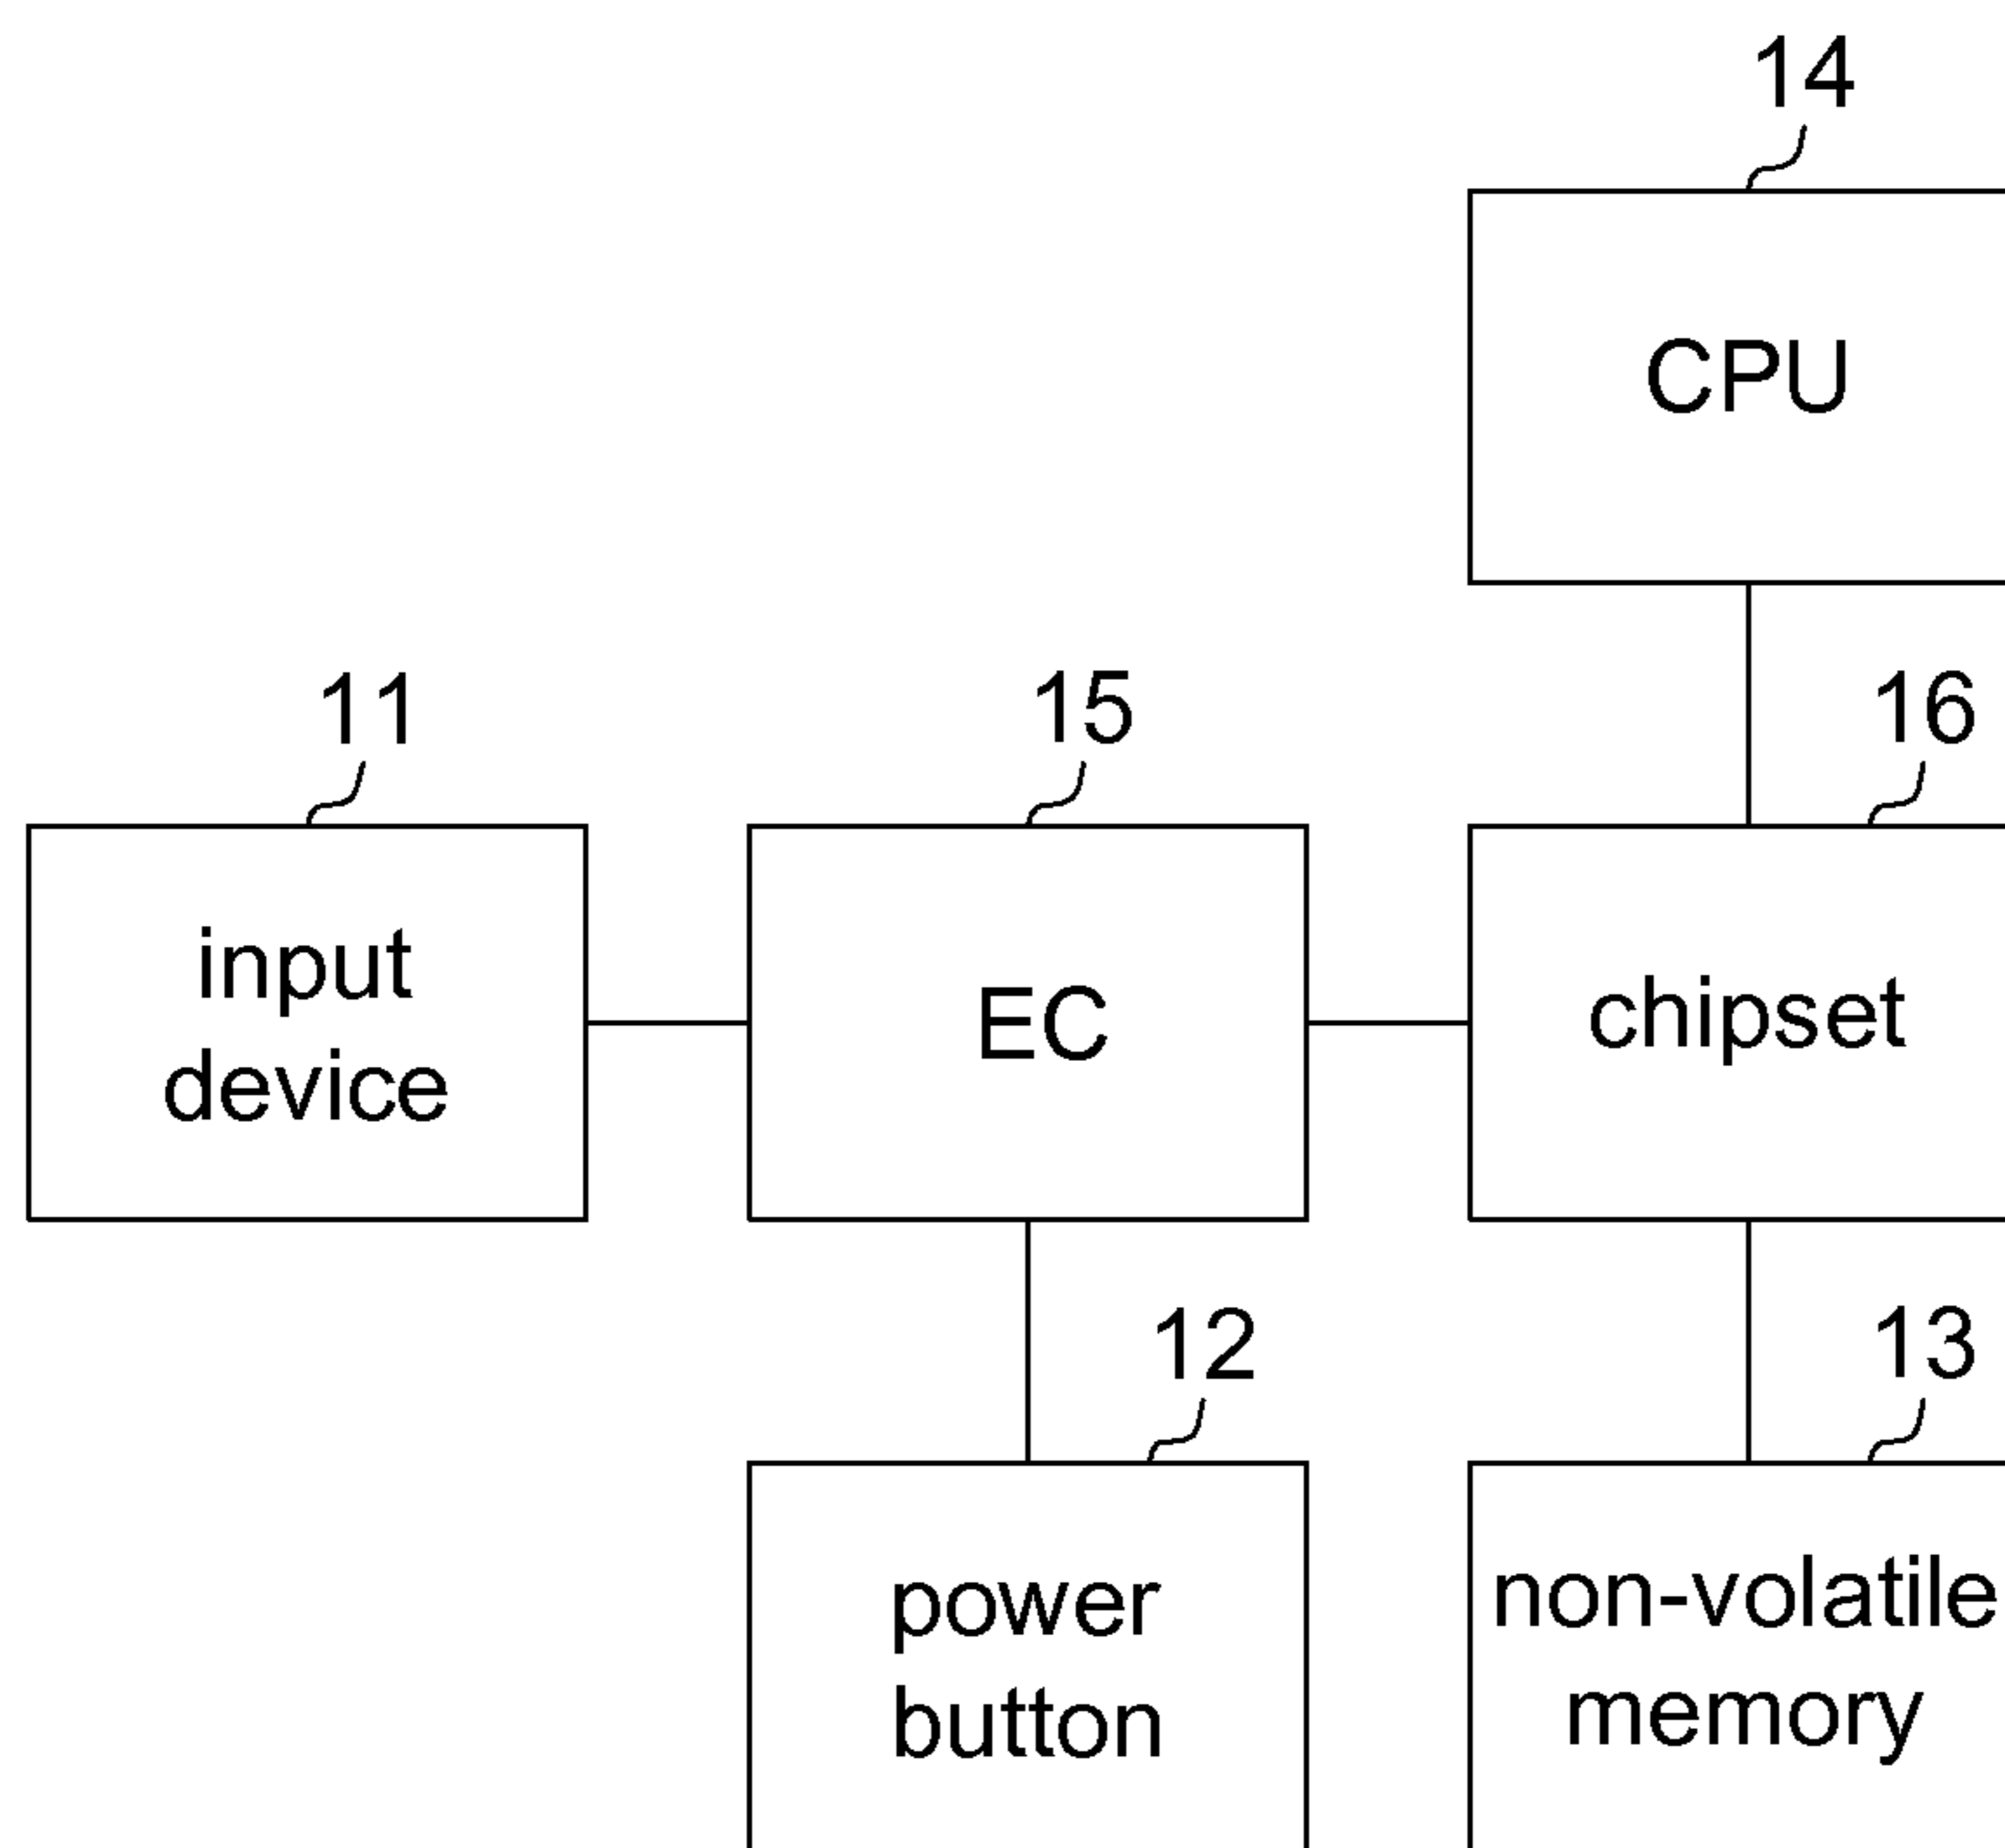 14
CPU
11
15
16
input
device
EC
chipset
12
13
power
button
non-volatile
memory